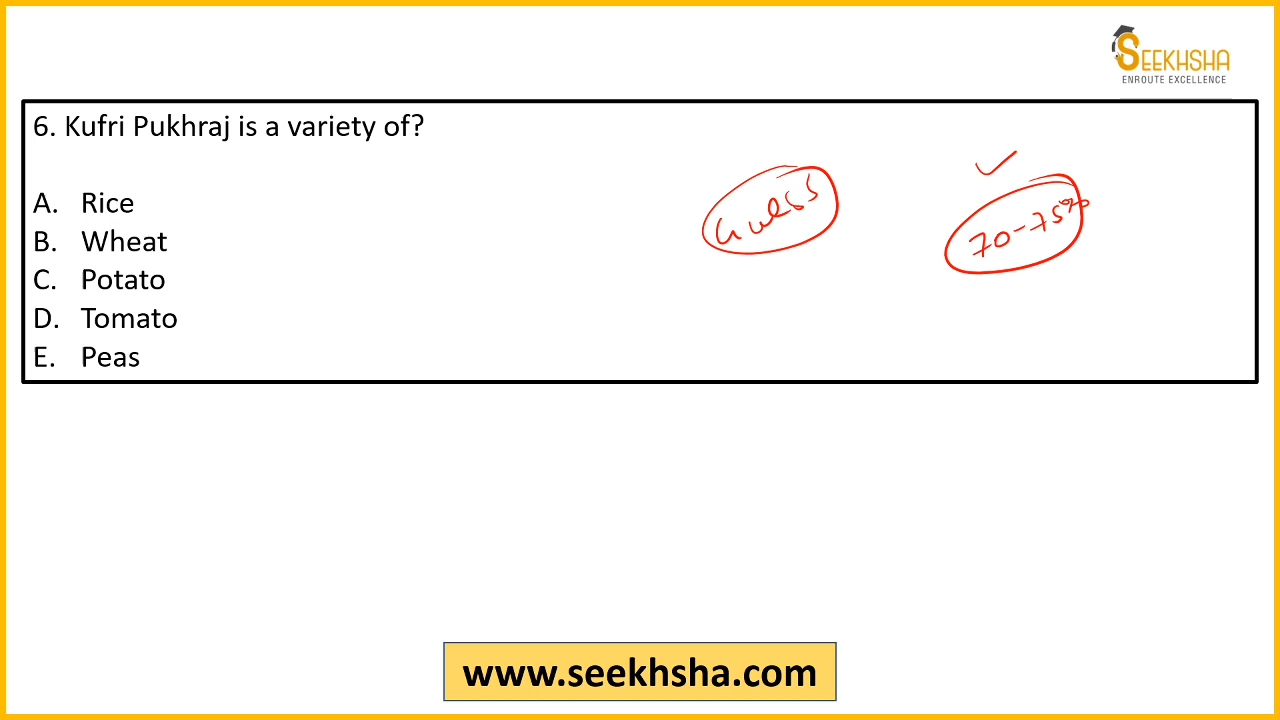 SEEKHSHA
ENROUTE EXCELLENCE
6. Kufri Pukhraj is a variety of?
A. Rice
B. Wheat
C. Potato
D. Tomato
E. Peas
Guess
70-75%
www.seekhsha.com